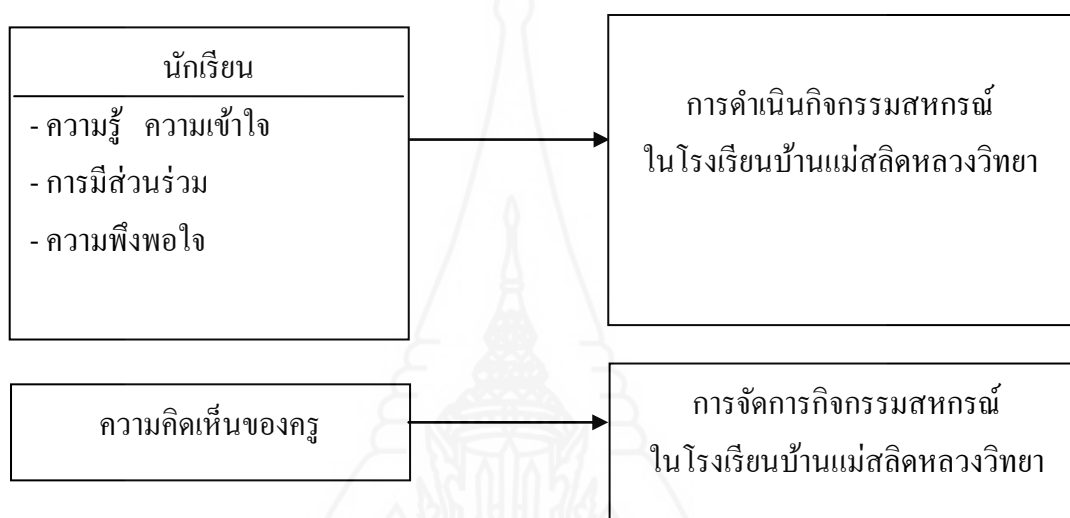 นักเรียน
- ความรู้ ความเข้าใจ
- การมีส่วนร่วม
- ความพึงพอใจ
การดำเนินกิจกรรมสหกรณ์
ในโรงเรียนบ้านแม่สลิดหลวงวิทยา
ความคิดเห็นของครู
การจัดการกิจกรรมสหกรณ์
ในโรงเรียนบ้านแม่สลิดหลวงวิทยา